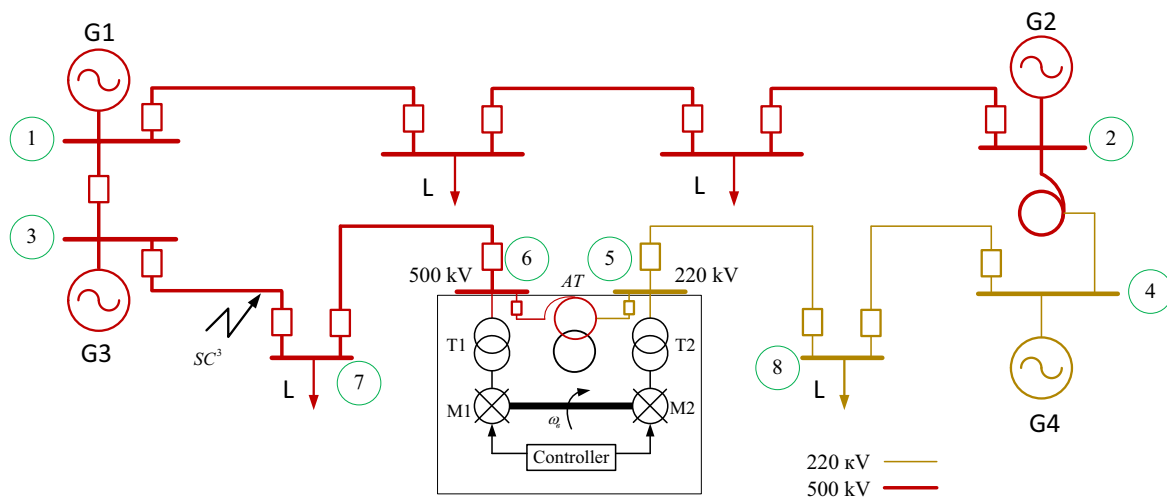 G1
G2
1
2
L
L
3
6
5
500 kV
AT
220 kV
4
G3
SC³
T1
T2
L
7
8
L
M1
M2
ωв
G4
Controller
220 кV
500 kV